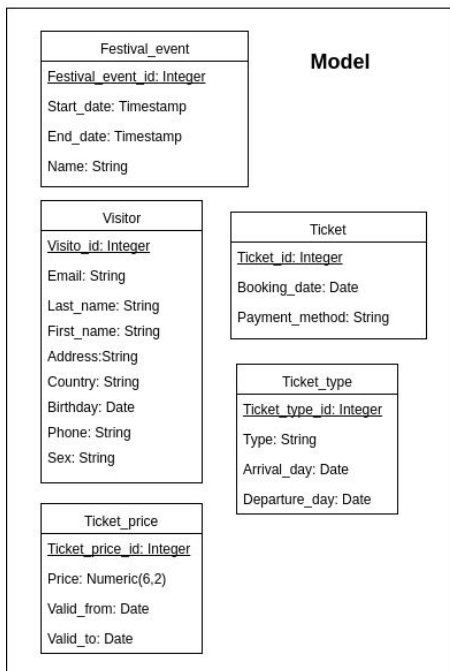 Model
Festival_event
Festival_event_id: Integer
Start_date: Timestamp
End_date: Timestamp
Name: String
Visitor
Visito_id: Integer
Email: String
Last_name: String
First_name: String
Address:String
Country: String
Birthday: Date
Phone: String
Sex: String
Ticket
Ticket_id: Integer
Booking_date: Date
Payment_method: String
Ticket_type
Ticket_type_id: Integer
Type: String
Arrival_day: Date
Departure_day: Date
Ticket_price
Ticket_price_id: Integer
Price: Numeric(6,2)
Valid_from: Date
Valid_to: Date